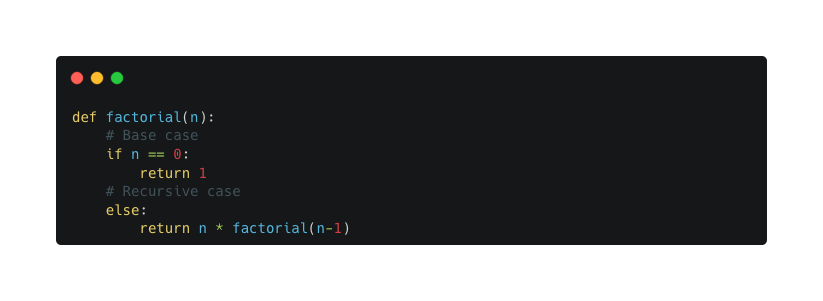 def factorial(n):
    # Base case
    if n == 0:
        return 1
    # Recursive case
    else:
        return n * factorial(n-1)